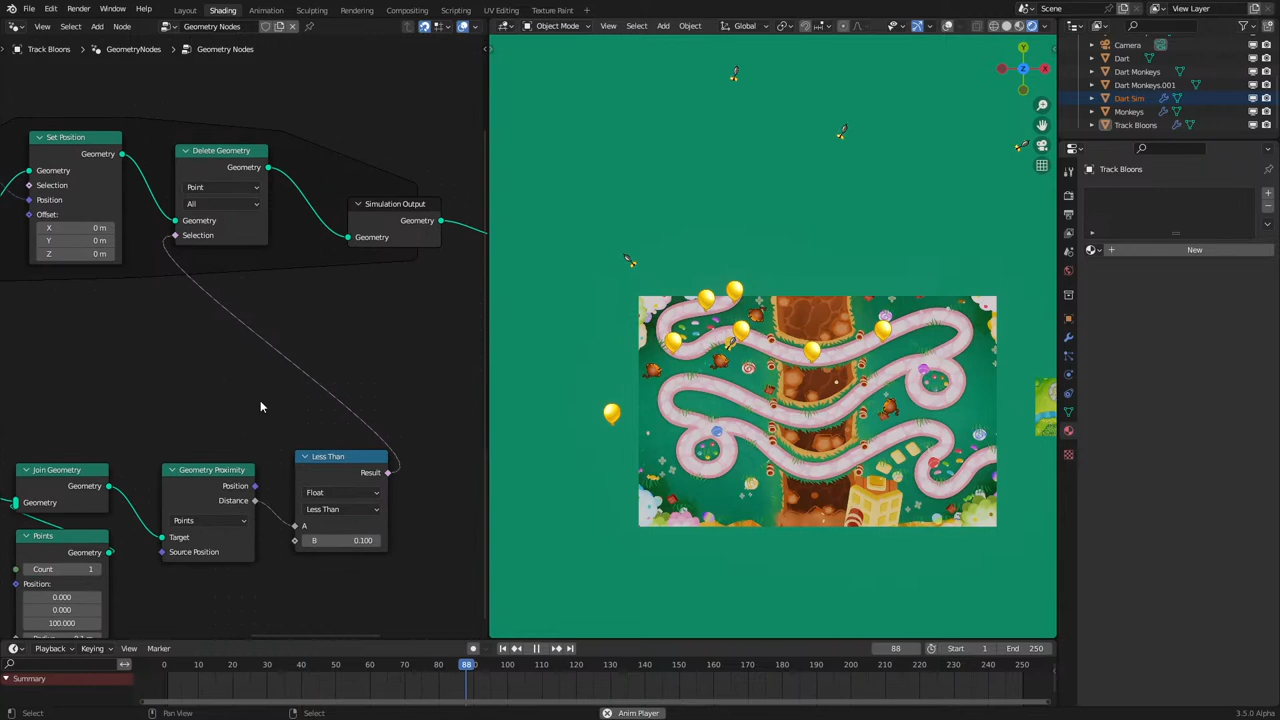 File Edit Render Window Help
Layout Shading Animation Rendering Compositing Scripting UV Editing Texture Paint
Scene
View Layer
View Select Add Node
Geometry Nodes
Object Mode
View Select Add Object
Global
Options
Track Bloons > GeometryNodes > Geometry Nodes
Set Position
Geometry
Geometry
Selection
Position
Offset:
X 0 m
Y 0 m
Z 0 m
Delete Geometry
Geometry
Point
All
Geometry
Selection
Simulation Output
Geometry
Geometry
Join Geometry
Geometry
Geometry
Points
Geometry
Count 1
Position:
0.000
0.000
100.000
Geometry Proximity
Position
Distance
Points
Target
Source Position
Less Than
Result
Float
Less Than
A
B 0.100
Y
Z
X
Camera
Dart
Dart Monkeys
Dart Monkeys.001
Dart Sim
Monkeys
Track Bloons
Track Bloons
New
Playback Keying View Marker
88
Start 1
End 250
Summary
0 10 20 30 40 50 60 70 80 88 100 110 120 130 140 150 160 170 180 190 200 210 220 230 240 250
Select
Pan View
Select
Anim Player
3.5.0 Alpha